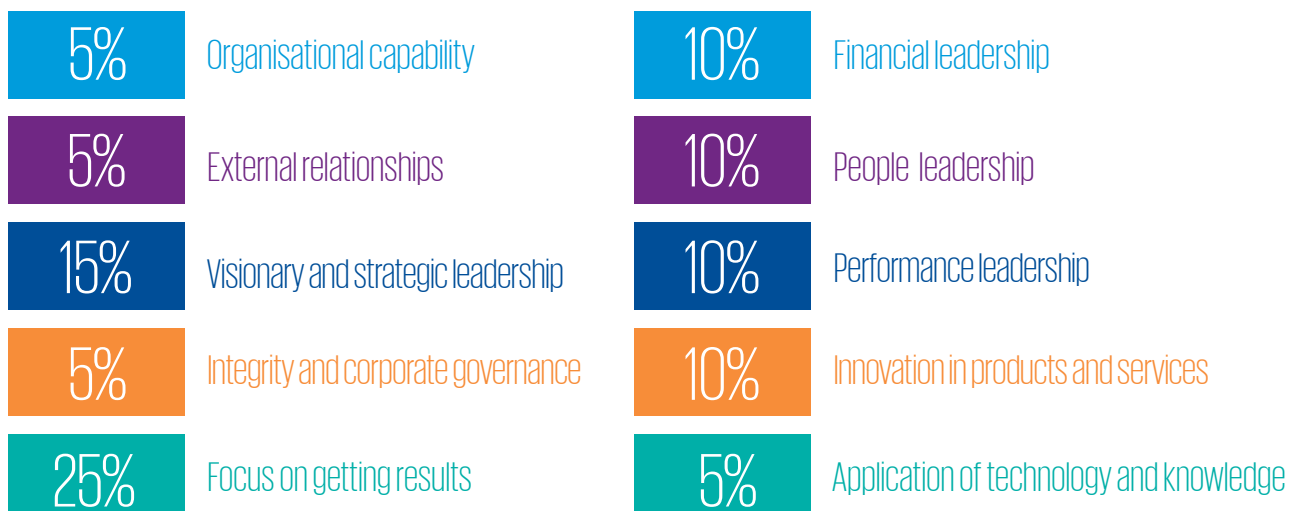 5% Organisational capability
10% Financial leadership
5% External relationships
10% People leadership
15% Visionary and strategic leadership
10% Performance leadership
5% Integrity and corporate governance
10% Innovation in products and services
25% Focus on getting results
5% Application of technology and knowledge